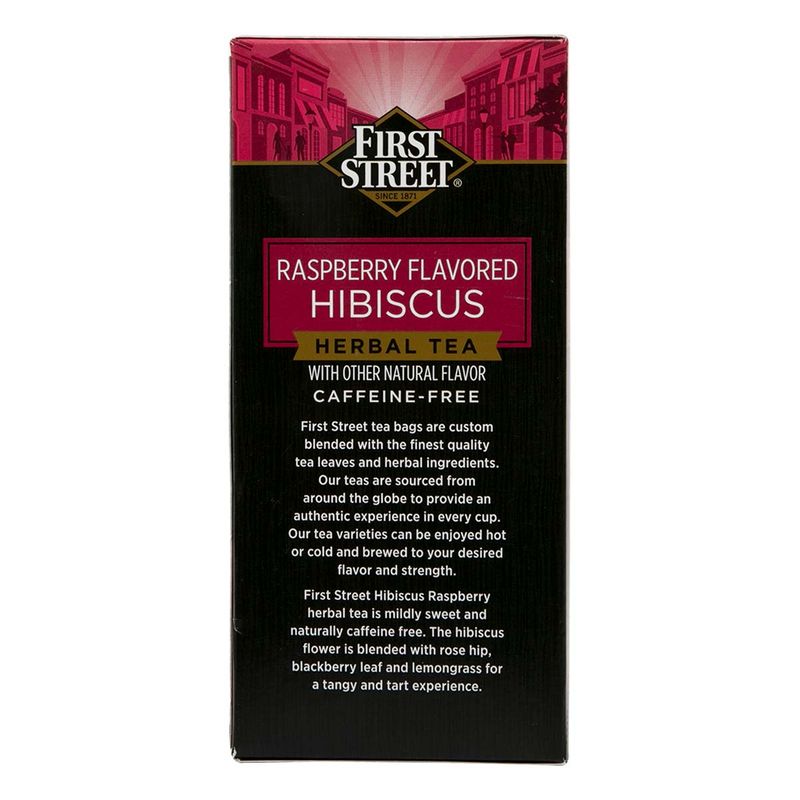 FIRST
STREET®
SINCE 1871
RASPBERRY FLAVORED
HIBISCUS
HERBAL TEA
WITH OTHER NATURAL FLAVOR
CAFFEINE-FREE
First Street tea bags are custom
blended with the finest quality
tea leaves and herbal ingredients.
Our teas are sourced from
around the globe to provide an
authentic experience in every cup.
Our tea varieties can be enjoyed hot
or cold and brewed to your desired
flavor and strength.
First Street Hibiscus Raspberry
herbal tea is mildly sweet and
naturally caffeine free. The hibiscus
flower is blended with rose hip,
blackberry leaf and lemongrass for
a tangy and tart experience.